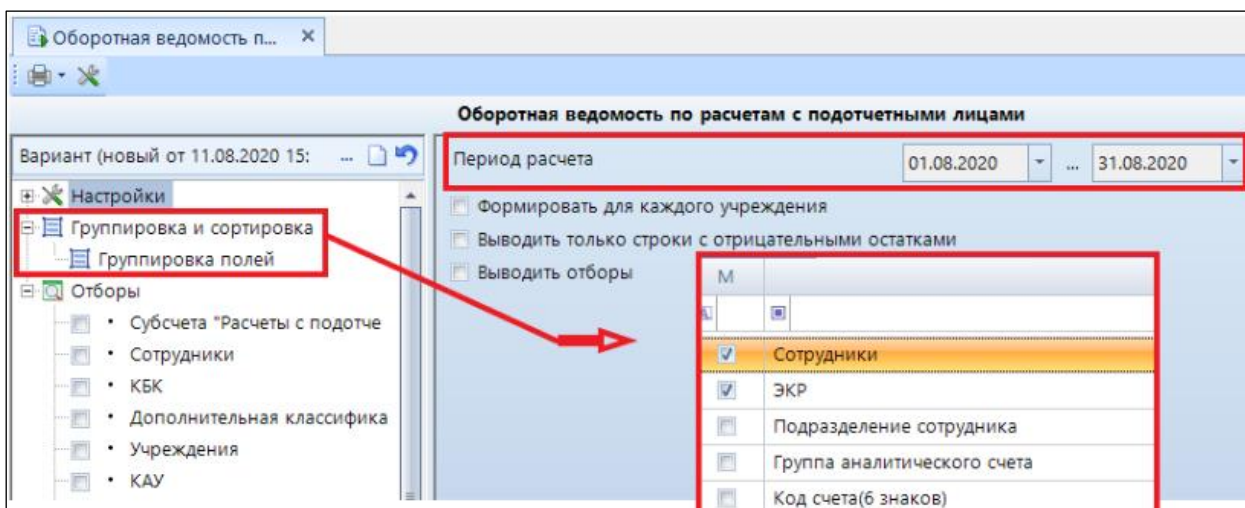 Оборотная ведомость п...
Оборотная ведомость по расчетам с подотчетными лицами
Вариант (новый от 11.08.2020 15: ...
Период расчета 01.08.2020 ... 31.08.2020
Настройки
Группировка и сортировка
Группировка полей
Отборы
Субсчета "Расчеты с подотче
Сотрудники
КБК
Дополнительная классифика
Учреждения
КАУ
Формировать для каждого учреждения
Выводить только строки с отрицательными остатками
Выводить отборы
М
Сотрудники
ЭКР
Подразделение сотрудника
Группа аналитического счета
Код счета(6 знаков)